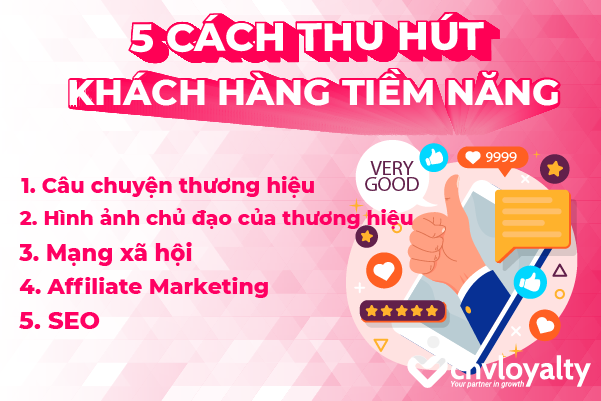 5 CÁCH THU HÚT
KHÁCH HÀNG TIỀM NĂNG
VERY
GOOD
9999
1. Câu chuyện thương hiệu
2. Hình ảnh chủ đạo của thương hiệu
3. Mạng xã hội
4. Affiliate Marketing
5. SEO
cnvloyalty
Your partner in growth